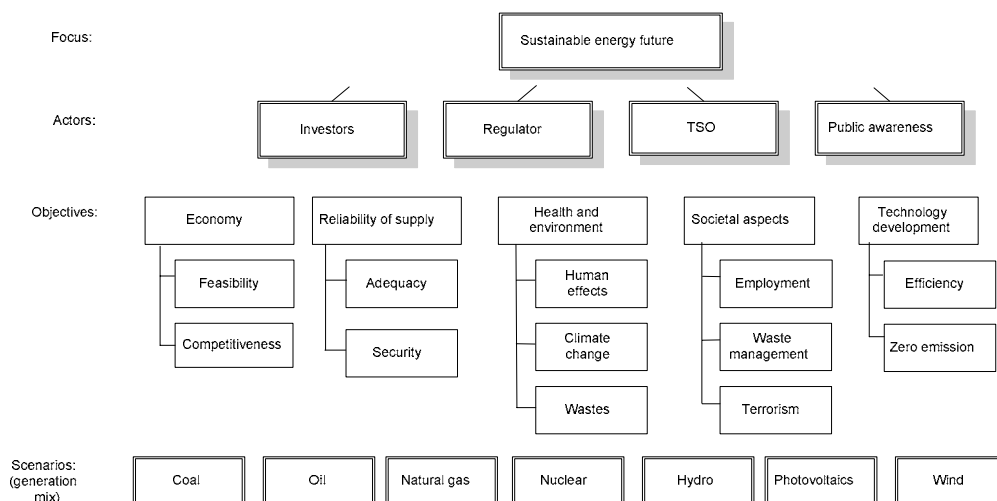 Focus:
Sustainable energy future
Actors:
Investors
Regulator
TSO
Public awareness
Objectives:
Economy
Reliability of supply
Health and
environment
Societal aspects
Technology
development
Feasibility
Adequacy
Human
effects
Employment
Efficiency
Competitiveness
Security
Climate
change
Waste
management
Zero emission
Wastes
Terrorism
Scenarios:
(generation
mix)
Coal
Oil
Natural gas
Nuclear
Hydro
Photovoltaics
Wind